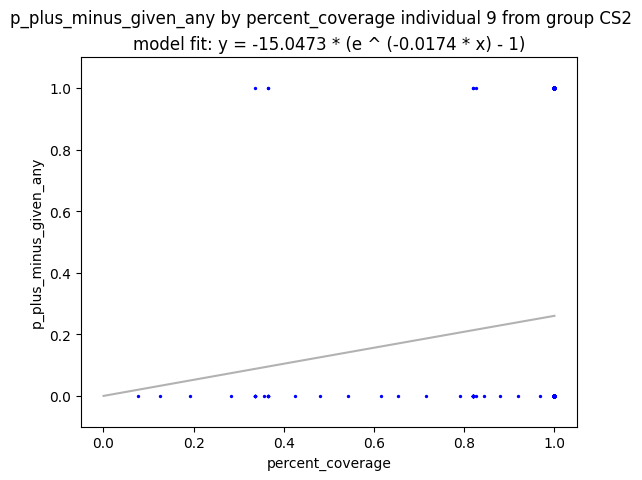 p_plus_minus_given_any by percent_coverage individual 9 from group CS2
model fit: y = -15.0473 * (e ^ (-0.0174 * x) - 1)
1.0
0.8
0.6
0.4
0.2
0.0
p_plus_minus_given_any
0.0 0.2 0.4 0.6 0.8 1.0
percent_coverage